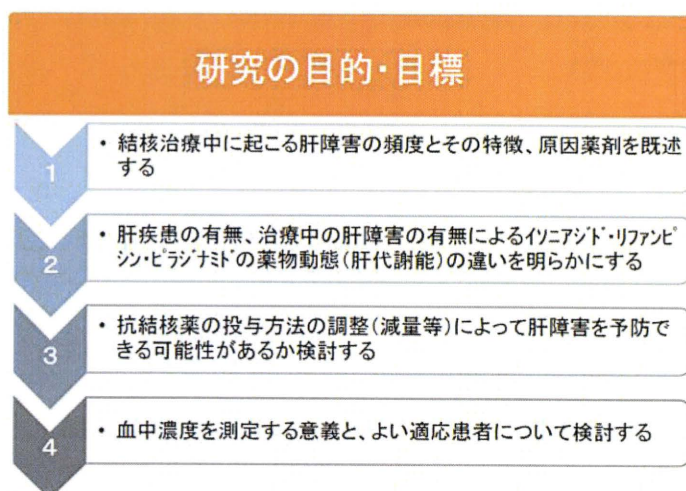 研究の目的・目標
1
• 結核治療中に起こる肝障害の頻度とその特徴、原因薬剤を既述
する
2
• 肝疾患の有無、治療中の肝障害の有無によるｲｿﾆｱｼﾄﾞ・ﾘﾌｧﾝﾋﾟ
ｼﾝ・ﾋﾟﾗｼﾞﾅﾐﾄﾞの薬物動態(肝代謝能)の違いを明らかにする
3
• 抗結核薬の投与方法の調整(減量等)によって肝障害を予防で
きる可能性があるか検討する
4
• 血中濃度を測定する意義と、よい適応患者について検討する